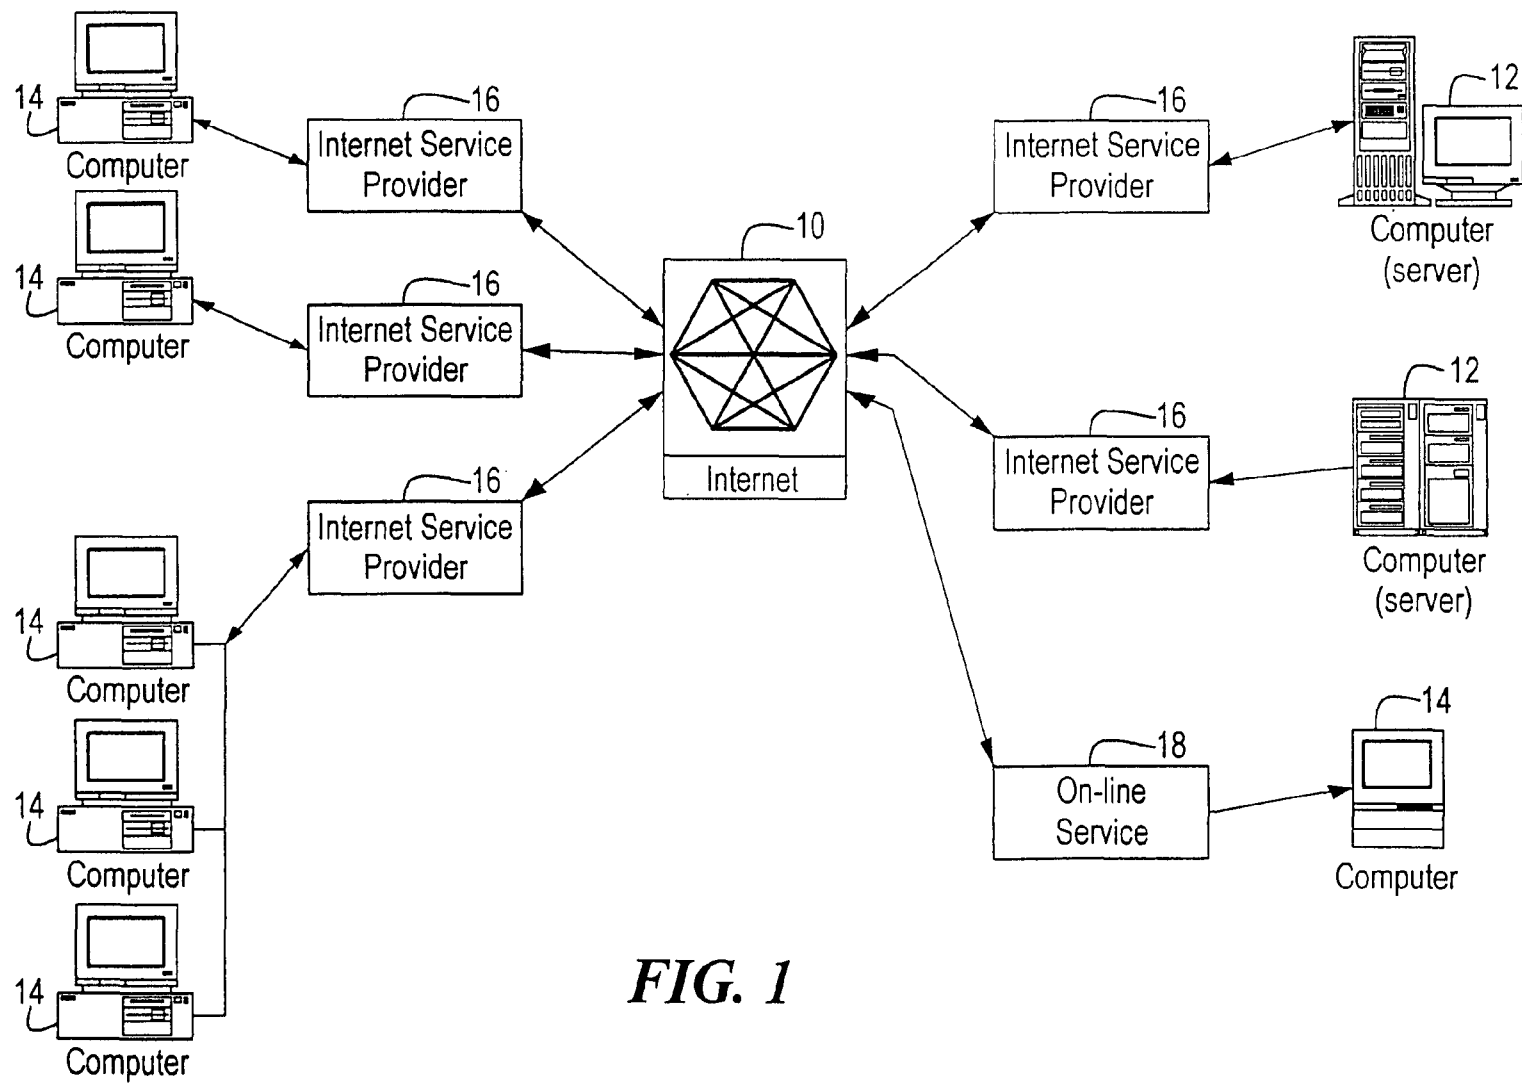 14
Computer
14
Computer
16
Internet Service
Provider
16
Internet Service
Provider
16
Internet Service
Provider
14
Computer
14
Computer
14
Computer
10
Internet
16
Internet Service
Provider
12
Computer
(server)
16
Internet Service
Provider
12
Computer
(server)
18
On-line
Service
14
Computer
FIG. 1